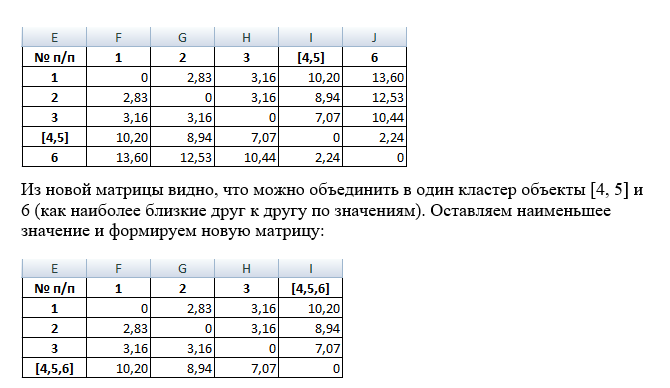 E F G H I J
№ п/п 1 2 3 [4,5] 6
1 0 2,83 3,16 10,20 13,60
2 2,83 0 3,16 8,94 12,53
3 3,16 3,16 0 7,07 10,44
[4,5] 10,20 8,94 7,07 0 2,24
6 13,60 12,53 10,44 2,24 0
Из новой матрицы видно, что можно объединить в один кластер объекты [4, 5] и
6 (как наиболее близкие друг к другу по значениям). Оставляем наименьшее
значение и формируем новую матрицу:
E F G H I
№ п/п 1 2 3 [4,5,6]
1 0 2,83 3,16 10,20
2 2,83 0 3,16 8,94
3 3,16 3,16 0 7,07
[4,5,6] 10,20 8,94 7,07 0